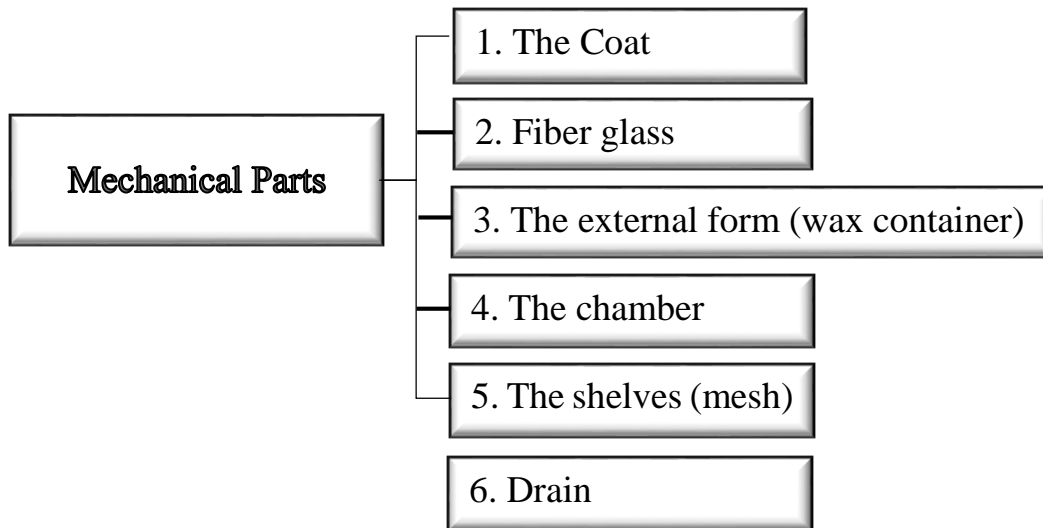 Mechanical Parts
1. The Coat
2. Fiber glass
3. The external form (wax container)
4. The chamber
5. The shelves (mesh)
6. Drain